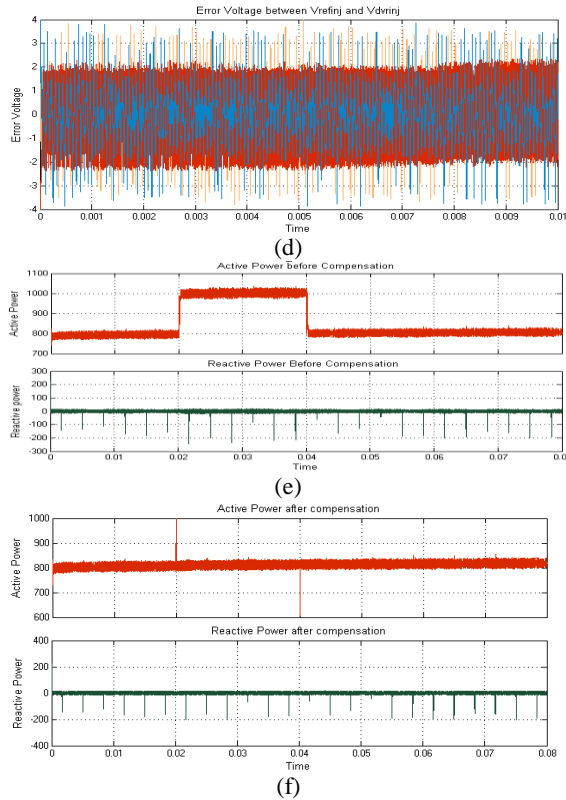 Error Voltage between Vrefinj and Vdvrinj
4
3
2
1
0
-1
-2
-3
-4
Error Voltage
0 0.001 0.002 0.003 0.004 0.005 0.006 0.007 0.008 0.009 0.01
Time
(d)
Active Power before Compensation
1100
1000
900
800
700
Active Power
Reactive Power Before Compensation
300
200
100
0
-100
-200
-300
Reactive power
0 0.01 0.02 0.03 0.04 0.05 0.06 0.07 0.0
Time
(e)
Active Power after compensation
1000
900
800
700
600
Active Power
Reactive Power after compensation
400
200
0
-200
-400
Reactive Power
0 0.01 0.02 0.03 0.04 0.05 0.06 0.07 0.08
Time
(f)